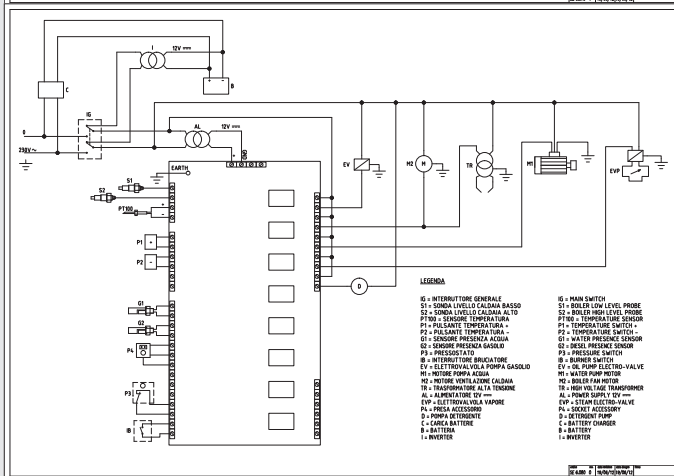 I
12V
+ -
B
C
IG
0
230V~
AL
12V
+
GND
EARTH
S1
S2
PT100
+
-
P1
+
P2
-
G1
G2
P4
P3
IB
EV
M2
M
TR
M1
EVP
D
LEGENDA
IG = INTERRUTTORE GENERALE
S1 = SONDA LIVELLO CALDAIA BASSO
S2 = SONDA LIVELLO CALDAIA ALTO
PT100 = SENSORE TEMPERATURA
P1 = PULSANTE TEMPERATURA +
P2 = PULSANTE TEMPERATURA -
G1 = SENSORE PRESENZA ACQUA
G2 = SENSORE PRESENZA GASOLIO
P3 = PRESSOSTATO
IB = INTERRUTTORE BRUCIATORE
EV = ELETTROVALVOLA POMPA GASOLIO
M1 = MOTORE POMPA ACQUA
M2 = MOTORE VENTILAZIONE CALDAIA
TR = TRASFORMATORE ALTA TENSIONE
AL = ALIMENTATORE 12V
EVP = ELETTROVALVOLA VAPORE
P4 = PRESA ACCESSORIO
D = POMPA DETERGENTE
C = CARICA BATTERIE
B = BATTERIA
I = INVERTER
IG = MAIN SWITCH
S1 = BOILER LOW LEVEL PROBE
S2 = BOILER HIGH LEVEL PROBE
PT100 = TEMPERATURE SENSOR
P1 = TEMPERATURE SWITCH +
P2 = TEMPERATURE SWITCH -
G1 = WATER PRESENCE SENSOR
G2 = DIESEL PRESENCE SENSOR
P3 = PRESSURE SWITCH
IB = BURNER SWITCH
EV = OIL PUMP ELECTRO-VALVE
M1 = WATER PUMP MOTOR
M2 = BOILER FAN MOTOR
TR = HIGH VOLTAGE TRANSFORMER
AL = POWER SUPPLY 12V
EVP = STEAM ELECTRO-VALVE
P4 = SOCKET ACCESSORY
D = DETERGENT PUMP
C = BATTERY CHARGER
B = BATTERY
I = INVERTER